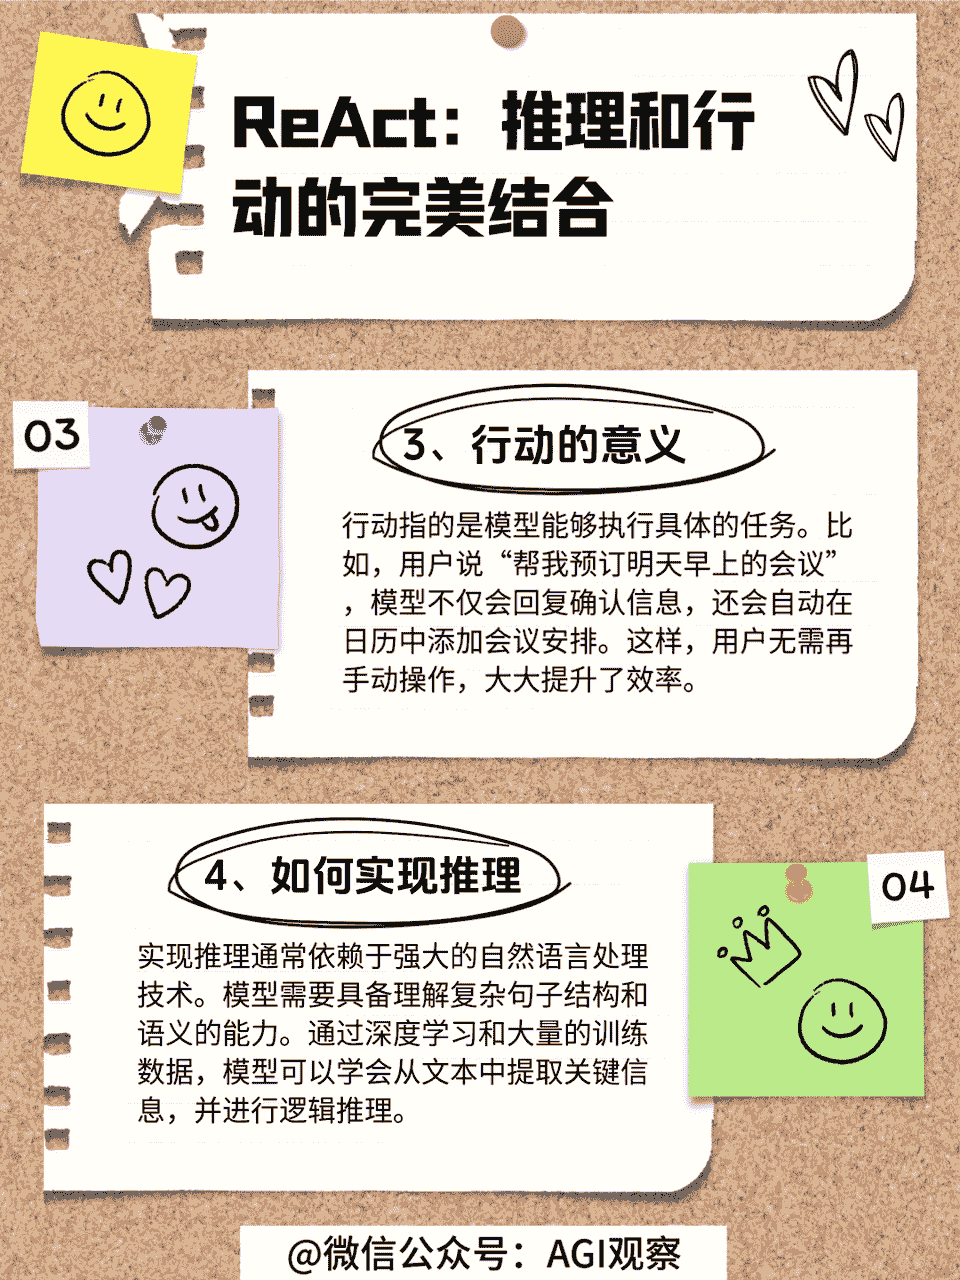 ReAct：推理和行
动的完美结合
03
3、行动的意义
行动指的是模型能够执行具体的任务。比
如，用户说“帮我预订明天早上的会议”
，模型不仅会回复确认信息，还会自动在
日历中添加会议安排。这样，用户无需再
手动操作，大大提升了效率。
4、如何实现推理
04
实现推理通常依赖于强大的自然语言处理
技术。模型需要具备理解复杂句子结构和
语义的能力。通过深度学习和大量的训练
数据，模型可以学会从文本中提取关键信
息，并进行逻辑推理。
@微信公众号：AGI观察